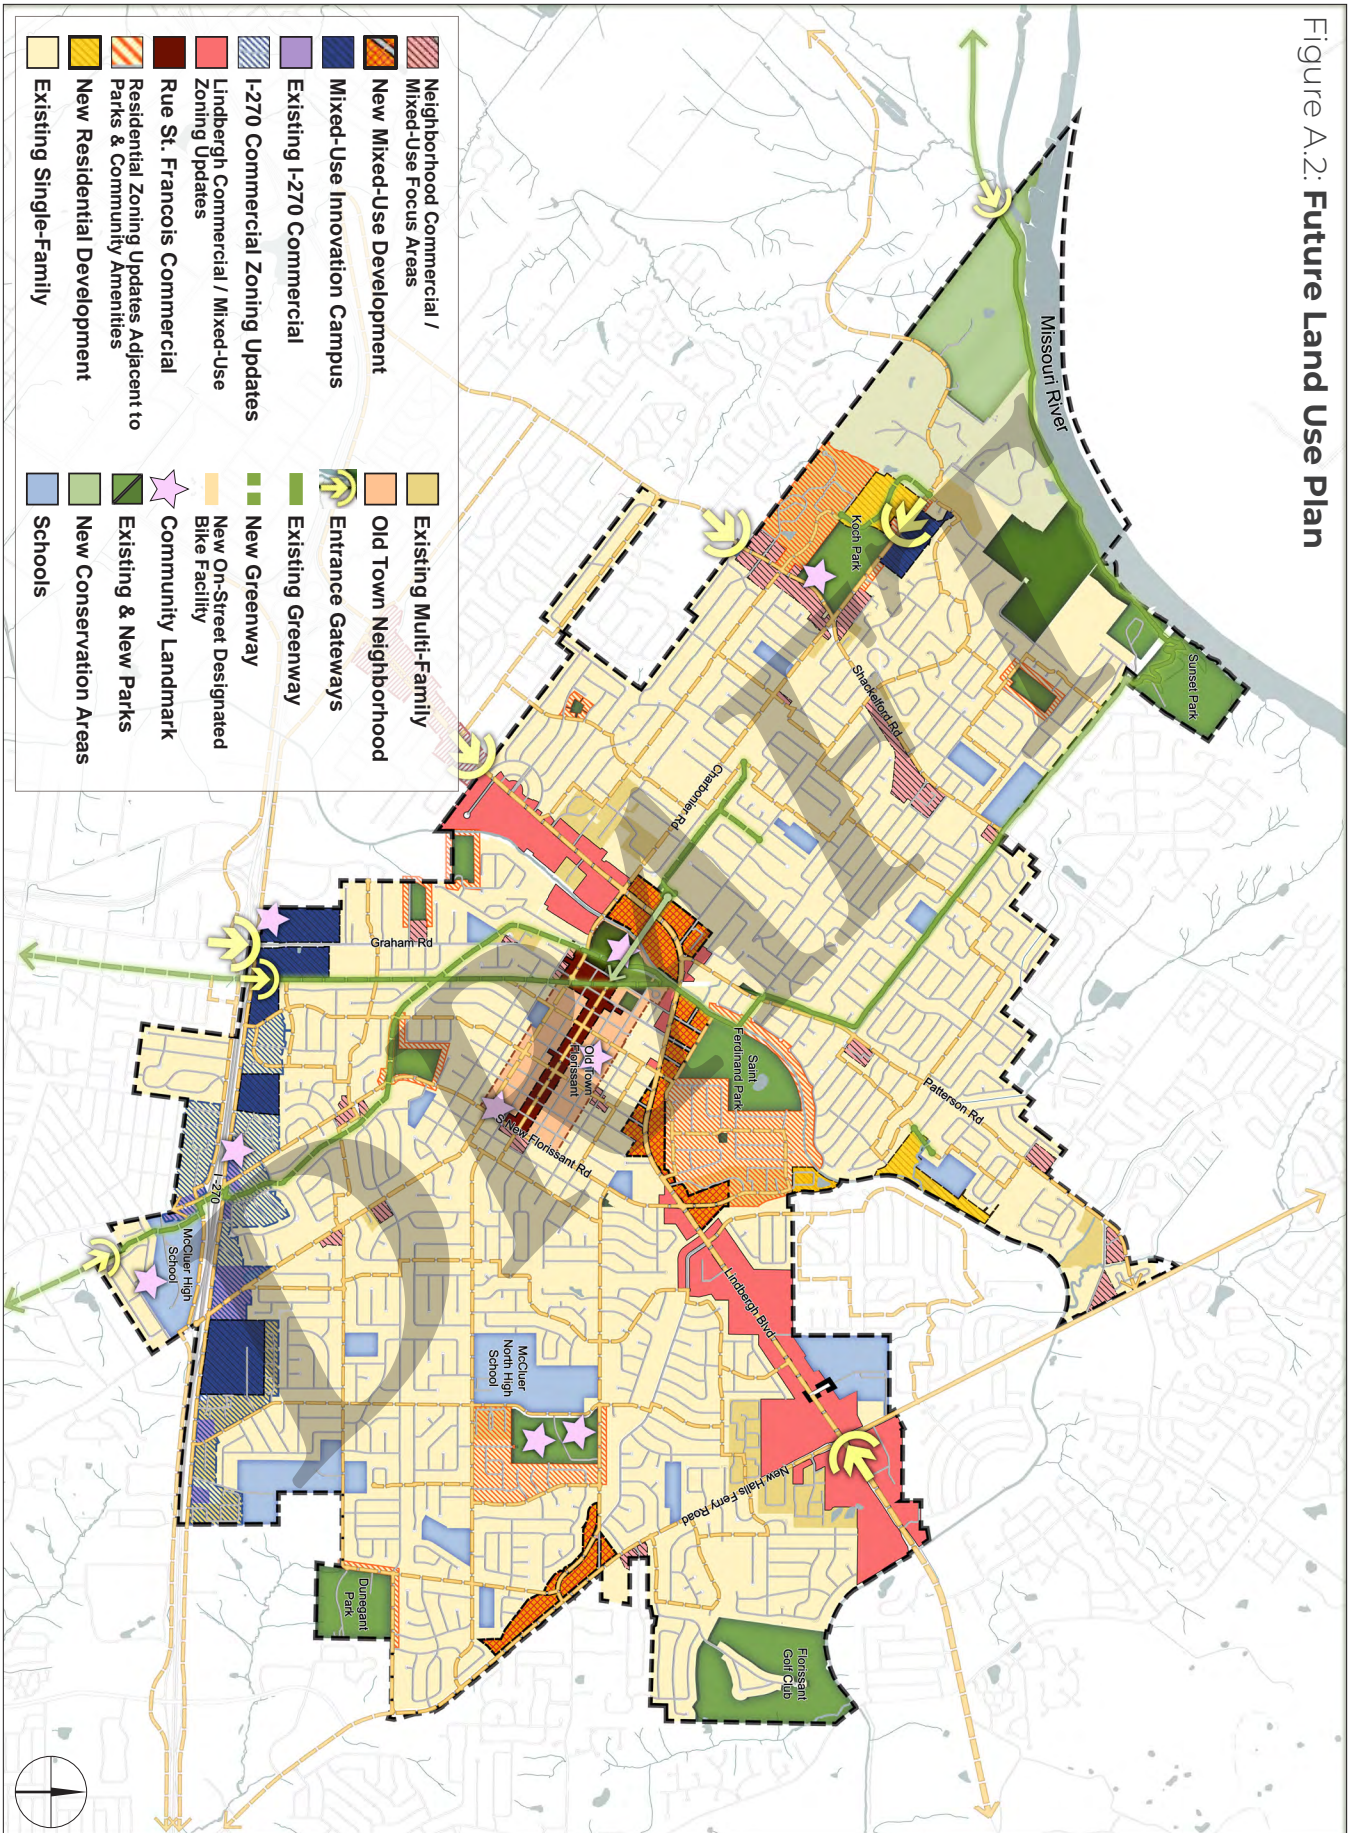 Figure A.2: Future Land Use Plan
Missouri River
Sunset Park
Koch Park
Shackelford Rd
Charbonier Rd
Patterson Rd
Saint
Ferdinand Park
Old Town
Florissant
S New Florissant Rd
Graham Rd
Lindbergh Blvd
New Halls Ferry Road
McCluer
North High
School
McCluer High
School
I-270
Florissant
Golf Club
Dunegant
Park
DRAFT
Neighborhood Commercial /
Mixed-Use Focus Areas
New Mixed-Use Development
Mixed-Use Innovation Campus
Existing I-270 Commercial
I-270 Commercial Zoning Updates
Lindbergh Commercial / Mixed-Use
Zoning Updates
Rue St. Francois Commercial
Residential Zoning Updates Adjacent to
Parks & Community Amenities
New Residential Development
Existing Single-Family
Existing Multi-Family
Old Town Neighborhood
Entrance Gateways
Existing Greenway
New Greenway
New On-Street Designated
Bike Facility
Community Landmark
Existing & New Parks
New Conservation Areas
Schools